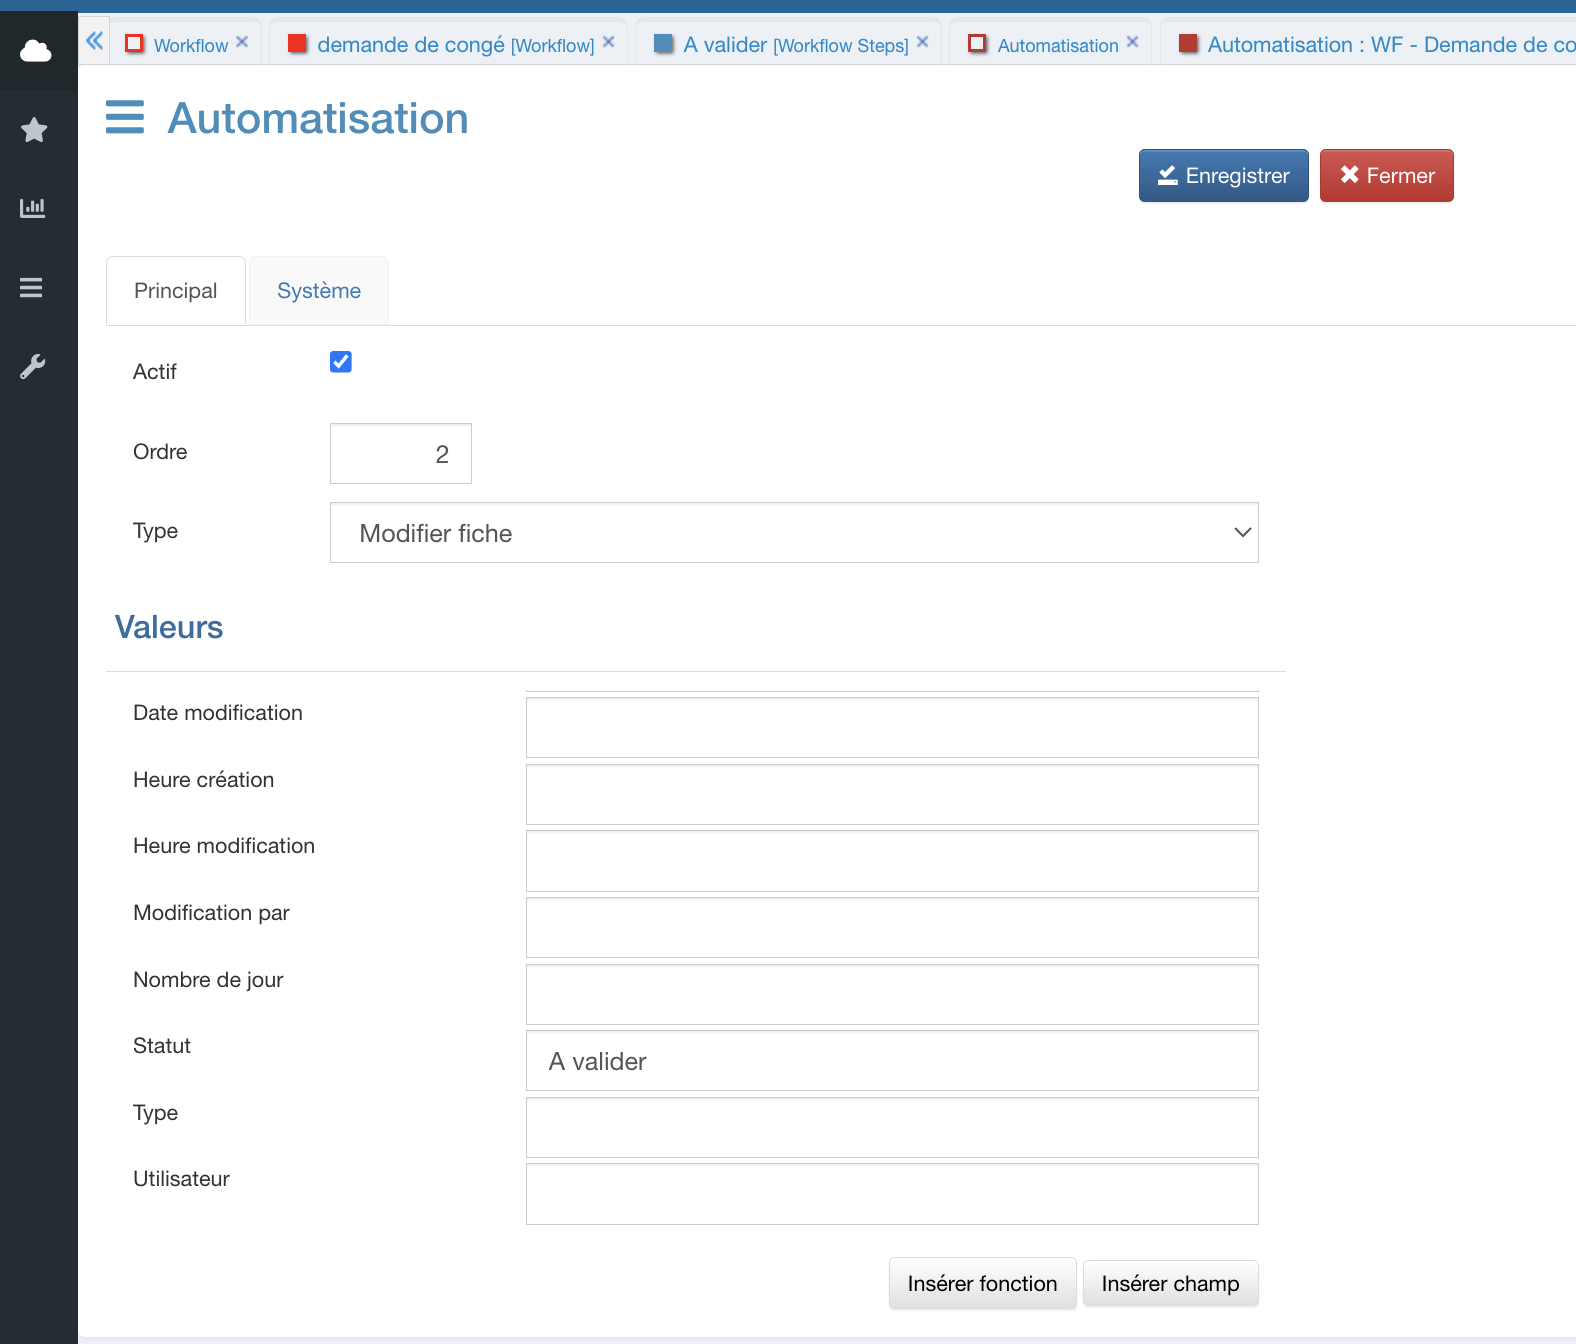 Workflow
demande de congé [Workflow]
A valider [Workflow Steps]
Automatisation
Automatisation : WF - Demande de co
Automatisation
Enregistrer
Fermer
Principal
Système
Actif
Ordre
2
Type
Modifier fiche
Valeurs
Date modification
Heure création
Heure modification
Modification par
Nombre de jour
Statut
A valider
Type
Utilisateur
Insérer fonction
Insérer champ